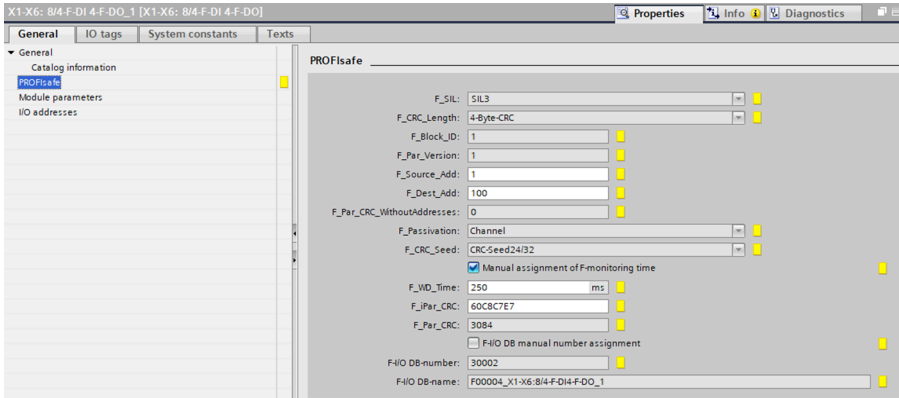 X1-X6: 8/4-F-DI 4-F-DO_1 [X1-X6: 8/4-F-DI 4-F-DO]
Properties Info Diagnostics
General IO tags System constants Texts
General
Catalog information
PROFIsafe
Module parameters
I/O addresses
PROFIsafe
F_SIL: SIL3
F_CRC_Length: 4-Byte-CRC
F_Block_ID: 1
F_Par_Version: 1
F_Source_Add: 1
F_Dest_Add: 100
F_Par_CRC_WithoutAddresses: 0
F_Passivation: Channel
F_CRC_Seed: CRC-Seed24/32
Manual assignment of F-monitoring time
F_WD_Time: 250 ms
F_iPar_CRC: 60C8C7E7
F_Par_CRC: 3084
F-I/O DB manual number assignment
F-I/O DB-number: 30002
F-I/O DB-name: F00004_X1-X6:8/4-F-DI4-F-DO_1